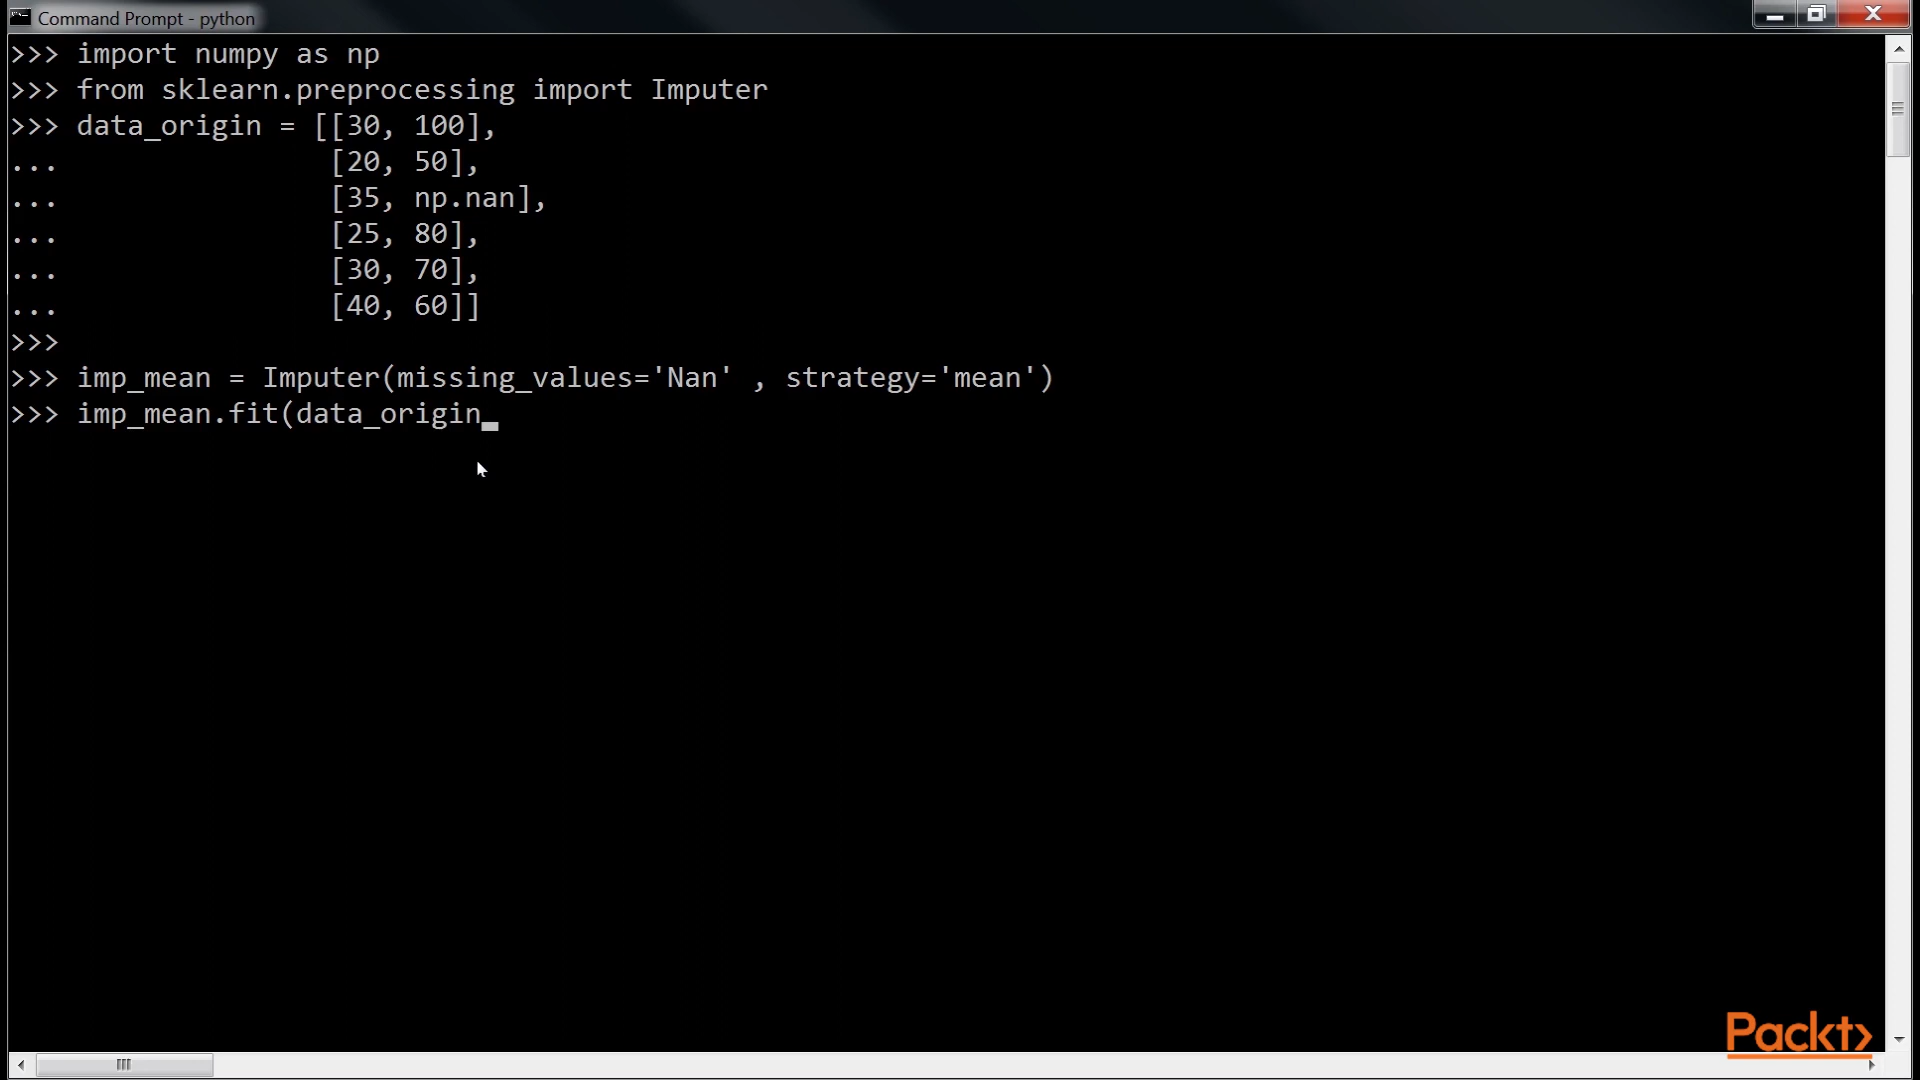 Command Prompt - python
>>> import numpy as np
>>> from sklearn.preprocessing import Imputer
>>> data_origin = [[30, 100],
...                [20, 50],
...                [35, np.nan],
...                [25, 80],
...                [30, 70],
...                [40, 60]]
>>>
>>> imp_mean = Imputer(missing_values='Nan' , strategy='mean')
>>> imp_mean.fit(data_origin_
Packt>